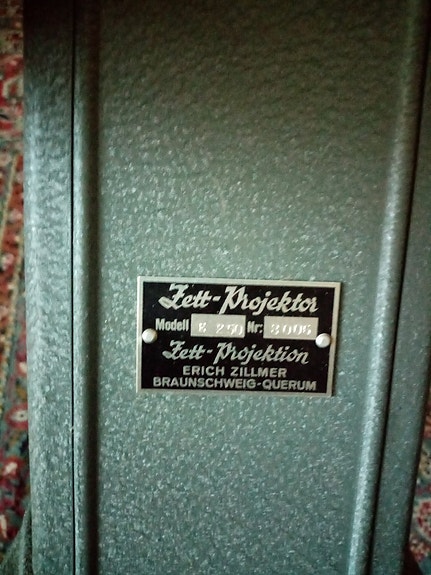 Zett-Projektor
Modell E 250 Nr: 3006
Zett-Projektion
ERICH ZILLMER
BRAUNSCHWEIG-QUERUM